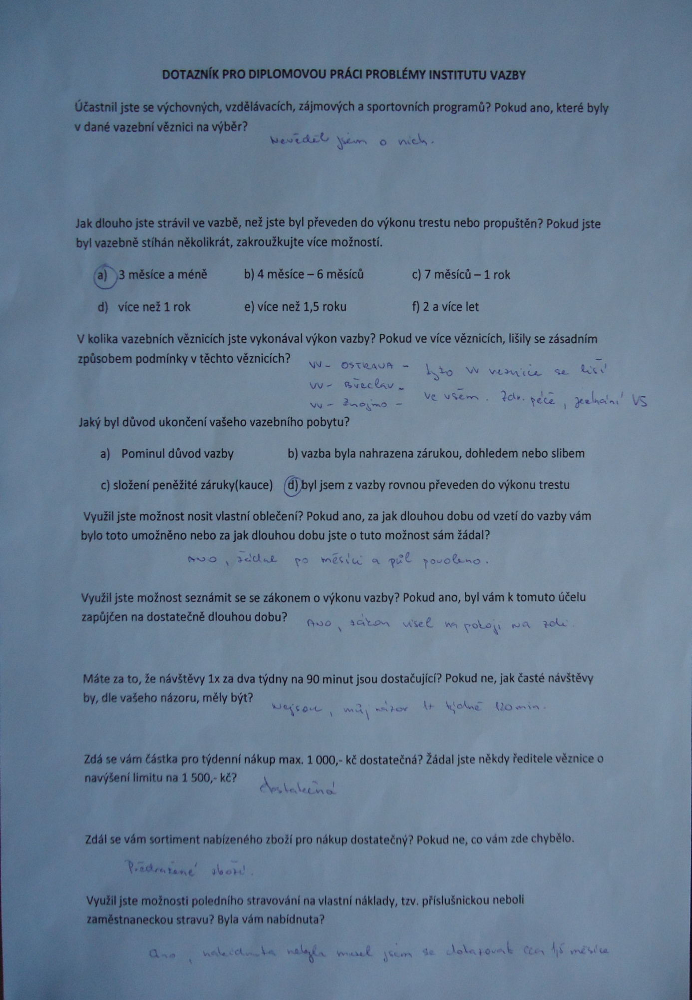 DOTAZNÍK PRO DIPLOMOVOU PRÁCI PROBLÉMY INSTITUTU VAZBY
Účastnil jste se výchovných, vzdělávacích, zájmových a sportovních programů? Pokud ano, které byly
v dané vazební věznici na výběr?
Nevěděl jsem o nich.
Jak dlouho jste strávil ve vazbě, než jste byl převeden do výkonu trestu nebo propuštěn? Pokud jste
byl vazebně stíhán několikrát, zakroužkujte více možností.
a) 3 měsíce a méně b) 4 měsíce – 6 měsíců c) 7 měsíců – 1 rok
d) více než 1 rok e) více než 1,5 roku f) 2 a více let
V kolika vazebních věznicích jste vykonával výkon vazby? Pokud ve více věznicích, lišily se zásadním
způsobem podmínky v těchto věznicích?
VV - OSTRAVA - tyto VV veznice se liší
VV - Břeclav -
ve všem. Zdr. péče, jednání VS
VV - Znojmo -
Jaký byl důvod ukončení vašeho vazebního pobytu?
a) Pominul důvod vazby b) vazba byla nahrazena zárukou, dohledem nebo slibem
c) složení peněžité záruky(kauce) d) byl jsem z vazby rovnou převeden do výkonu trestu
Využil jste možnost nosit vlastní oblečení? Pokud ano, za jak dlouhou dobu od vzetí do vazby vám
bylo toto umožněno nebo za jak dlouhou dobu jste o tuto možnost sám žádal?
ANO, žádal po měsíci a půl povoleno.
Využil jste možnost seznámit se se zákonem o výkonu vazby? Pokud ano, byl vám k tomuto účelu
zapůjčen na dostatečně dlouhou dobu?
ANO, zákon visel na pokoji na zdi.
Máte za to, že návštěvy 1x za dva týdny na 90 minut jsou dostačující? Pokud ne, jak časté návštěvy
by, dle vašeho názoru, měly být?
Nejsou, můj názor 1x týdně 120 min.
Zdá se vám částka pro týdenní nákup max. 1 000,- kč dostatečná? Žádal jste někdy ředitele věznice o
navýšení limitu na 1 500,- kč?
dostatečná
Zdál se vám sortiment nabízeného zboží pro nákup dostatečný? Pokud ne, co vám zde chybělo.
Předražené zboží.
Využil jste možnosti poledního stravování na vlastní náklady, tzv. příslušnickou neboli
zaměstnaneckou stravu? Byla vám nabídnuta?
Ano, nabídnuta nebyla musel jsem se dotazovat cca 1,5 měsíce